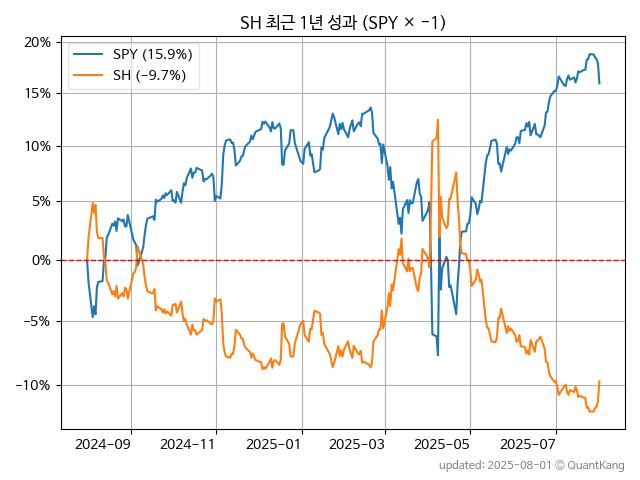 SH 최근 1년 성과 (SPY × −1)
SPY (15.9%)
SH (−9.7%)
20%
15%
10%
5%
0%
−5%
−10%
2024−09 2024−11 2025−01 2025−03 2025−05 2025−07
updated: 2025-08-01 © QuantKang